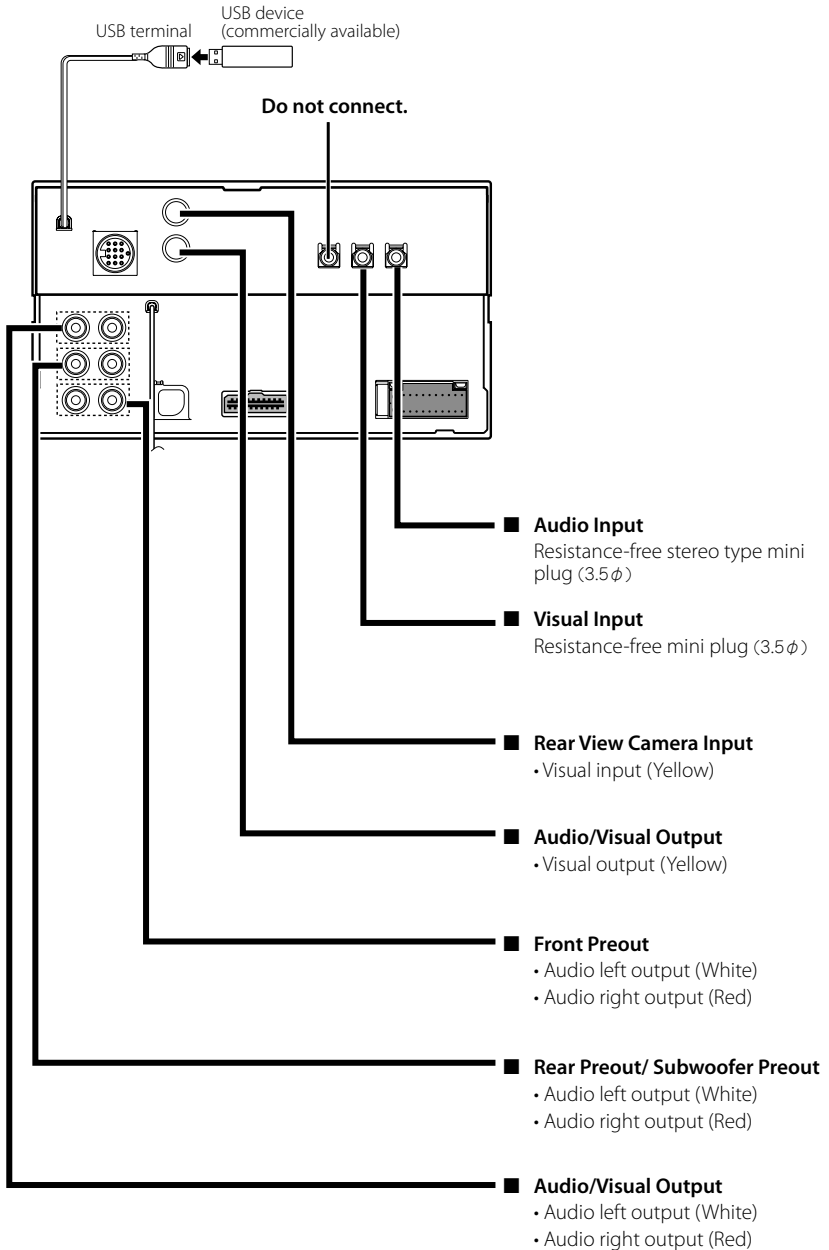 USB device
USB terminal
(commercially available)
Do not connect.
■ Audio Input
Resistance-free stereo type mini
plug (3.5φ)
■ Visual Input
Resistance-free mini plug (3.5φ)
■ Rear View Camera Input
• Visual input (Yellow)
■ Audio/Visual Output
• Visual output (Yellow)
■ Front Preout
• Audio left output (White)
• Audio right output (Red)
■ Rear Preout/ Subwoofer Preout
• Audio left output (White)
• Audio right output (Red)
■ Audio/Visual Output
• Audio left output (White)
• Audio right output (Red)